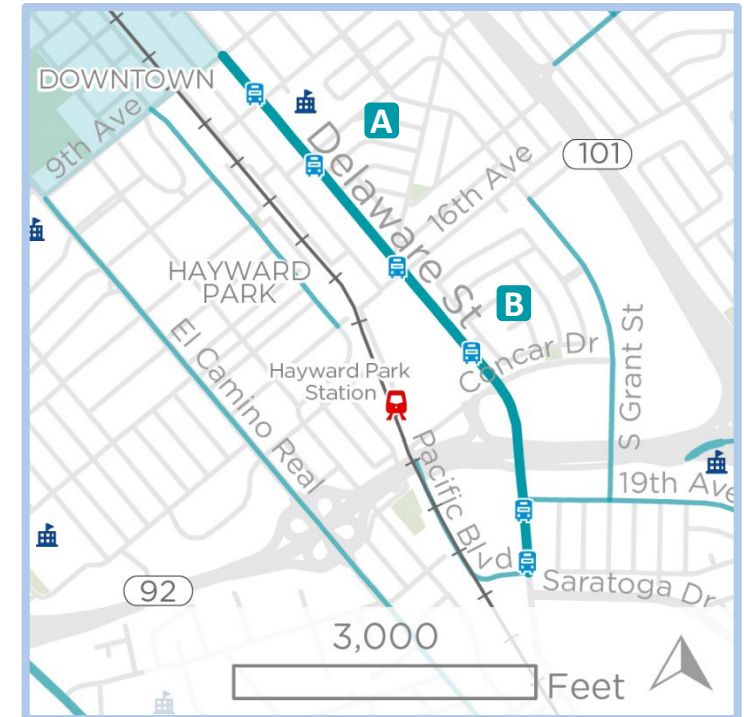 DOWNTOWN
9th Ave
A
Delaware St
16th Ave
101
HAYWARD
PARK
B
Concar Dr
S Grant St
El Camino Real
Hayward Park
Station
Pacific Blvd
19th Ave
92
Saratoga Dr
3,000
Feet